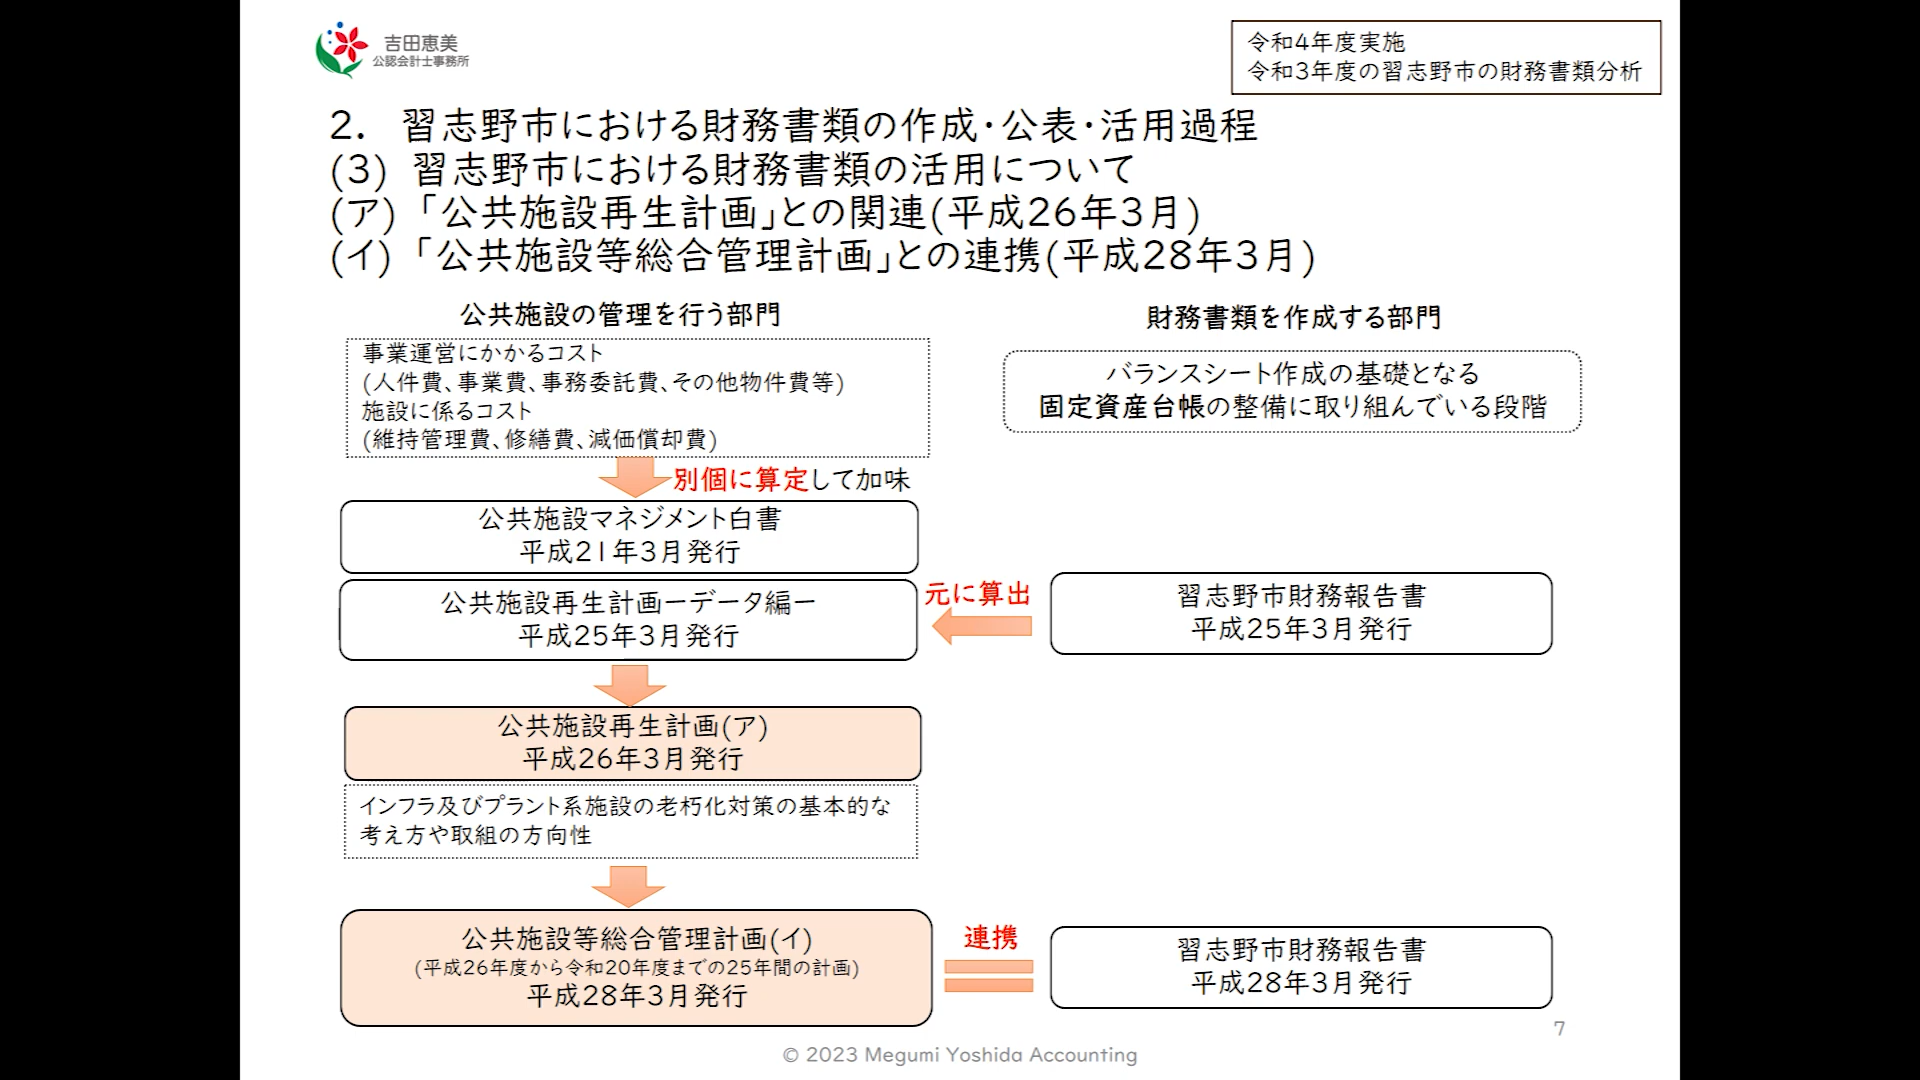 吉田恵美
公認会計士事務所
令和4年度実施
令和3年度の習志野市の財務書類分析
2. 習志野市における財務書類の作成・公表・活用過程
(3) 習志野市における財務書類の活用について
(ア)「公共施設再生計画」との関連(平成26年3月)
(イ)「公共施設等総合管理計画」との連携(平成28年3月)
公共施設の管理を行う部門
事業運営にかかるコスト
(人件費、事業費、事務委託費、その他物件費等)
施設に係るコスト
(維持管理費、修繕費、減価償却費)
別個に算定して加味
公共施設マネジメント白書
平成21年3月発行
公共施設再生計画ーデータ編ー
平成25年3月発行
公共施設再生計画(ア)
平成26年3月発行
インフラ及びプラント系施設の老朽化対策の基本的な
考え方や取組の方向性
公共施設等総合管理計画(イ)
(平成26年度から令和20年度までの25年間の計画)
平成28年3月発行
財務書類を作成する部門
バランスシート作成の基礎となる
固定資産台帳の整備に取り組んでいる段階
元に算出
習志野市財務報告書
平成25年3月発行
連携
習志野市財務報告書
平成28年3月発行
7
© 2023 Megumi Yoshida Accounting